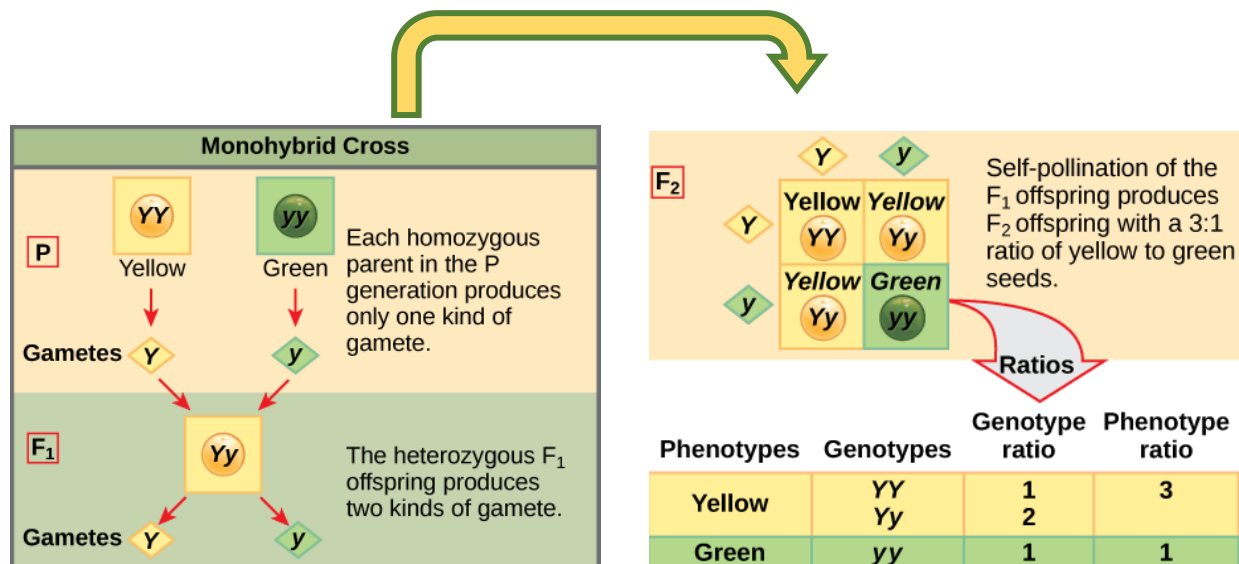 Monohybrid Cross
P
YY
yy
Yellow
Green
Each homozygous
parent in the P
generation produces
only one kind of
gamete.
Gametes
Y
y
F1
Yy
The heterozygous F1
offspring produces
two kinds of gamete.
Gametes
Y
y
F2
Y
y
Y
Yellow
Yellow
YY
Yy
y
Yellow
Green
Yy
yy
Self-pollination of the
F1 offspring produces
F2 offspring with a 3:1
ratio of yellow to green
seeds.
Ratios
Phenotypes Genotypes Genotype ratio Phenotype ratio
Yellow YY 1 3
Yy 2
Green yy 1 1